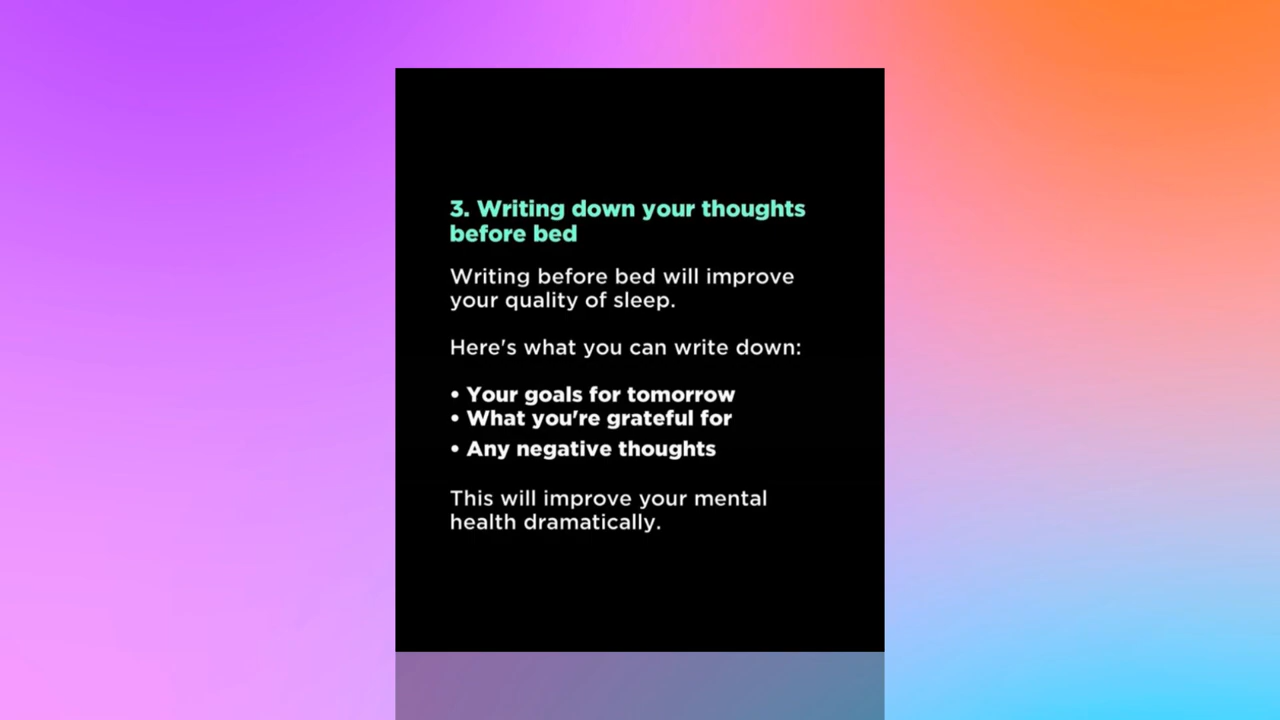 3. Writing down your thoughts
before bed
Writing before bed will improve
your quality of sleep.
Here's what you can write down:
• Your goals for tomorrow
• What you're grateful for
• Any negative thoughts
This will improve your mental
health dramatically.